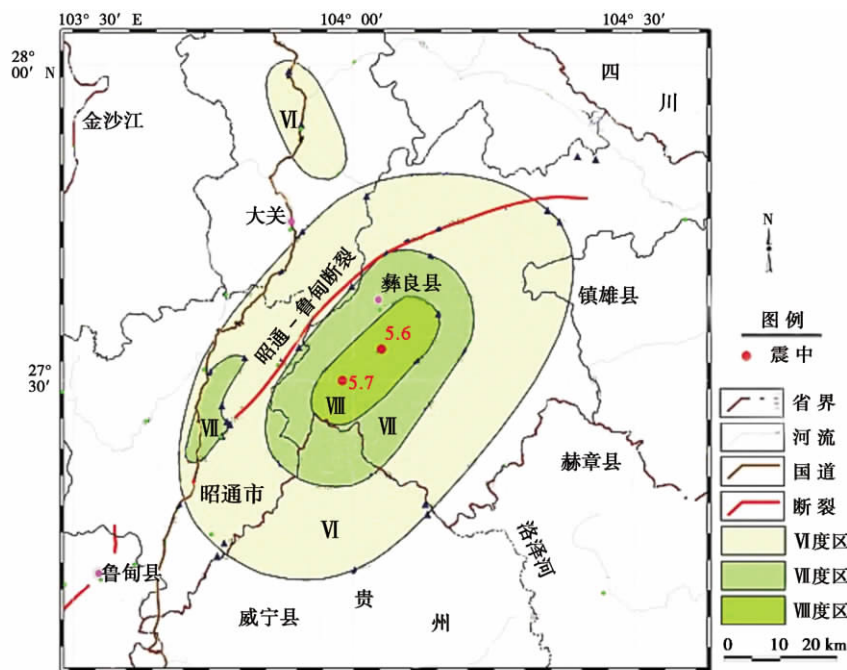 103° 30′ E
104° 00′
104° 30′
28°
00′ N
四
川
金沙江
Ⅵ
大关
N
昭通-鲁甸断裂
彝良县
镇雄县
图例
5.6
震中
27°
30′
5.7
Ⅷ
省界
Ⅶ
Ⅶ
河流
赫章县
国道
昭通市
断裂
Ⅵ
洛泽河
Ⅵ度区
鲁甸县
Ⅶ度区
贵
威宁县
州
Ⅷ度区
0 10 20 km